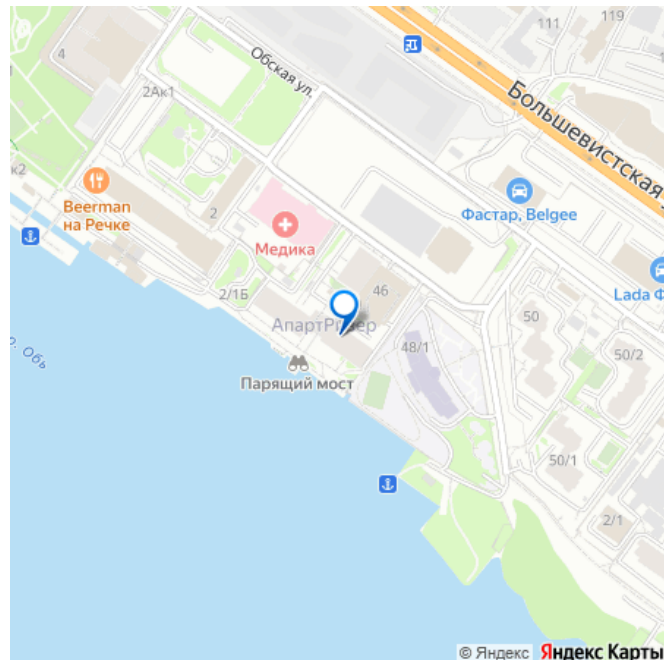 111
119
4
Обская ул.
2Ак1
Большевистская у
к2
Beerman
на Речке
2
Медика
Фастар, Belgee
Lada Ф
2/1Б
46
АпартРивер
50
48/1
50/2
р. Обь
Парящий мост
50/1
2/1
© Яндекс Яндекс Карты